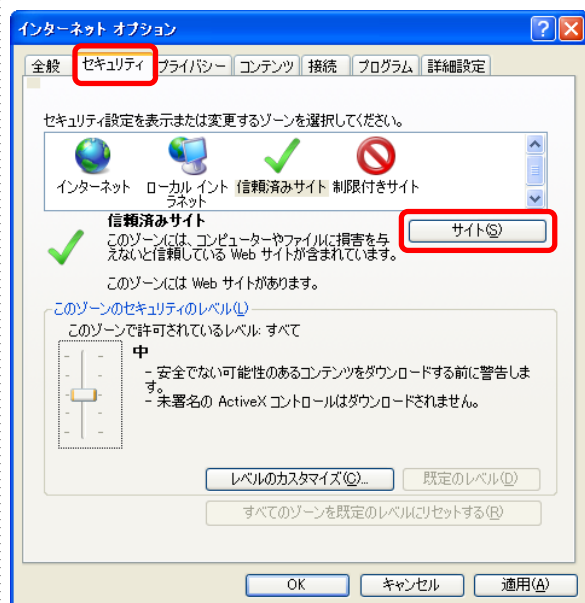 インターネット オプション
全般 セキュリティ プライバシー コンテンツ 接続 プログラム 詳細設定
セキュリティ設定を表示または変更するゾーンを選択してください。
インターネット ローカル イント 信頼済みサイト 制限付きサイト
ラネット
信頼済みサイト
サイト(S)
このゾーンには、コンピューターやファイルに損害を与
えないと信頼している Web サイトが含まれています。
このゾーンには Web サイトがあります。
このゾーンのセキュリティのレベル(L)
このゾーンで許可されているレベル: すべて
中
- 安全でない可能性のあるコンテンツをダウンロードする前に警告しま
す。
- 未署名の ActiveX コントロールはダウンロードされません。
レベルのカスタマイズ(C)... 既定のレベル(D)
すべてのゾーンを既定のレベルにリセットする(R)
OK キャンセル 適用(A)